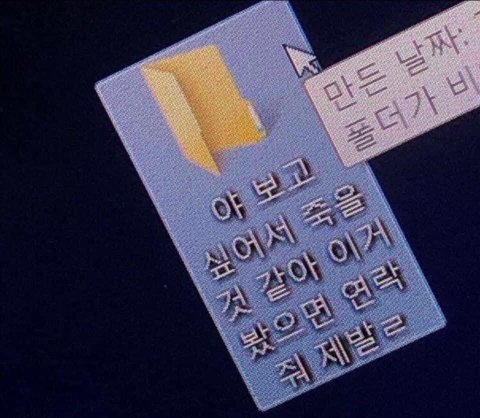 야 보고
싶어서 죽을
것 같아 이거
봤으면 연락
줘 제발ㄹ
만든 날짜:
폴더가 비